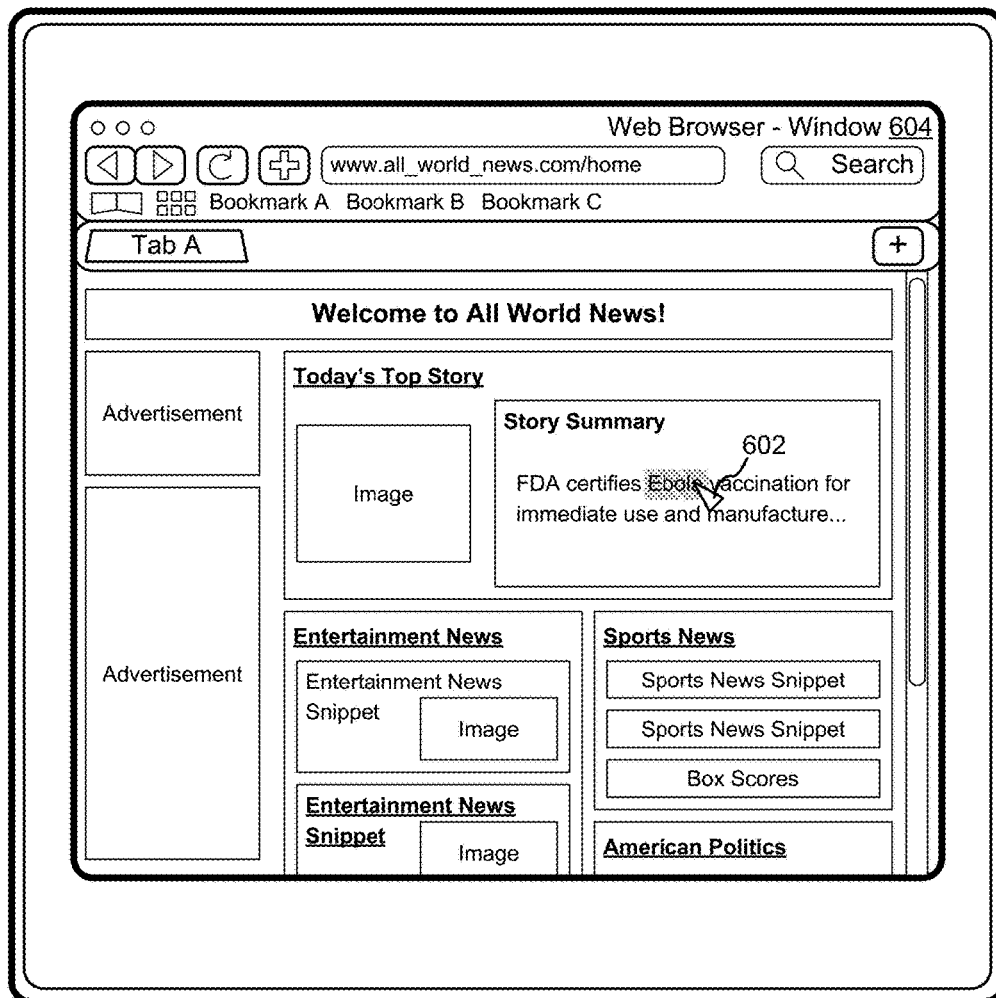 Web Browser - Window 604
www.all_world_news.com/home
Search
Bookmark A Bookmark B Bookmark C
Tab A
+
Welcome to All World News!
Advertisement
Today's Top Story
Image
Story Summary
602
FDA certifies Ebola vaccination for
immediate use and manufacture...
Advertisement
Entertainment News
Entertainment News
Snippet
Image
Entertainment News
Snippet
Image
Sports News
Sports News Snippet
Sports News Snippet
Box Scores
American Politics